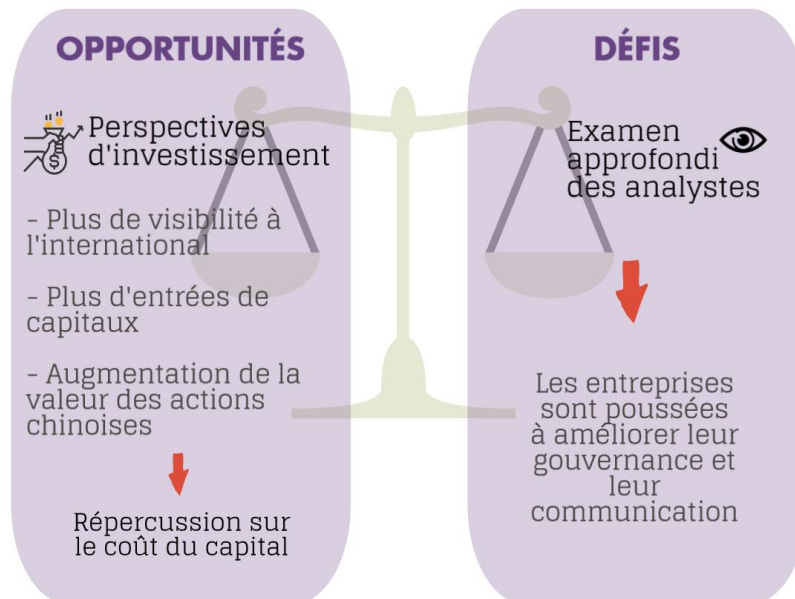 OPPORTUNITÉS
Perspectives
d'investissement
- Plus de visibilité à
l'international
- Plus d'entrées de
capitaux
- Augmentation de la
valeur des actions
chinoises
Répercussion sur
le coût du capital
DÉFIS
Examen
approfondi
des analystes
Les entreprises
sont poussées
à améliorer leur
gouvernance et
leur
communication